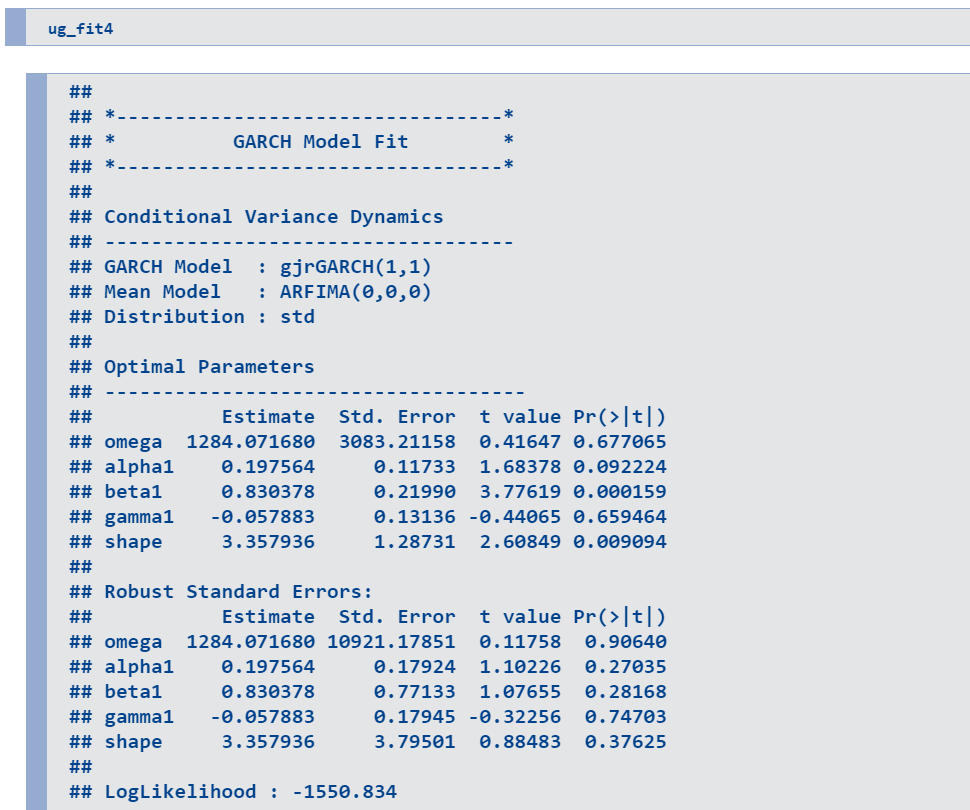 ug_fit4
##
## *---------------------------------*
## *          GARCH Model Fit        *
## *---------------------------------*
##
## Conditional Variance Dynamics
## -----------------------------------
## GARCH Model  : gjrGARCH(1,1)
## Mean Model   : ARFIMA(0,0,0)
## Distribution : std
##
## Optimal Parameters
## ------------------------------------
##           Estimate  Std. Error  t value Pr(>|t|)
## omega  1284.071680  3083.21158  0.41647 0.677065
## alpha1    0.197564     0.11733  1.68378 0.092224
## beta1     0.830378     0.21990  3.77619 0.000159
## gamma1   -0.057883     0.13136 -0.44065 0.659464
## shape     3.357936     1.28731  2.60849 0.009094
##
## Robust Standard Errors:
##           Estimate  Std. Error  t value Pr(>|t|)
## omega  1284.071680 10921.17851  0.11758  0.90640
## alpha1    0.197564     0.17924  1.10226  0.27035
## beta1     0.830378     0.77133  1.07655  0.28168
## gamma1   -0.057883     0.17945 -0.32256  0.74703
## shape     3.357936     3.79501  0.88483  0.37625
##
## LogLikelihood : -1550.834